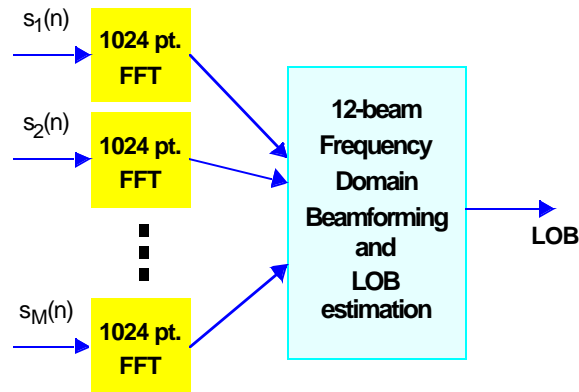 s1(n)
1024 pt.
FFT
s2(n)
1024 pt.
FFT
sM(n)
1024 pt.
FFT
12-beam
Frequency
Domain
Beamforming
and
LOB
estimation
LOB